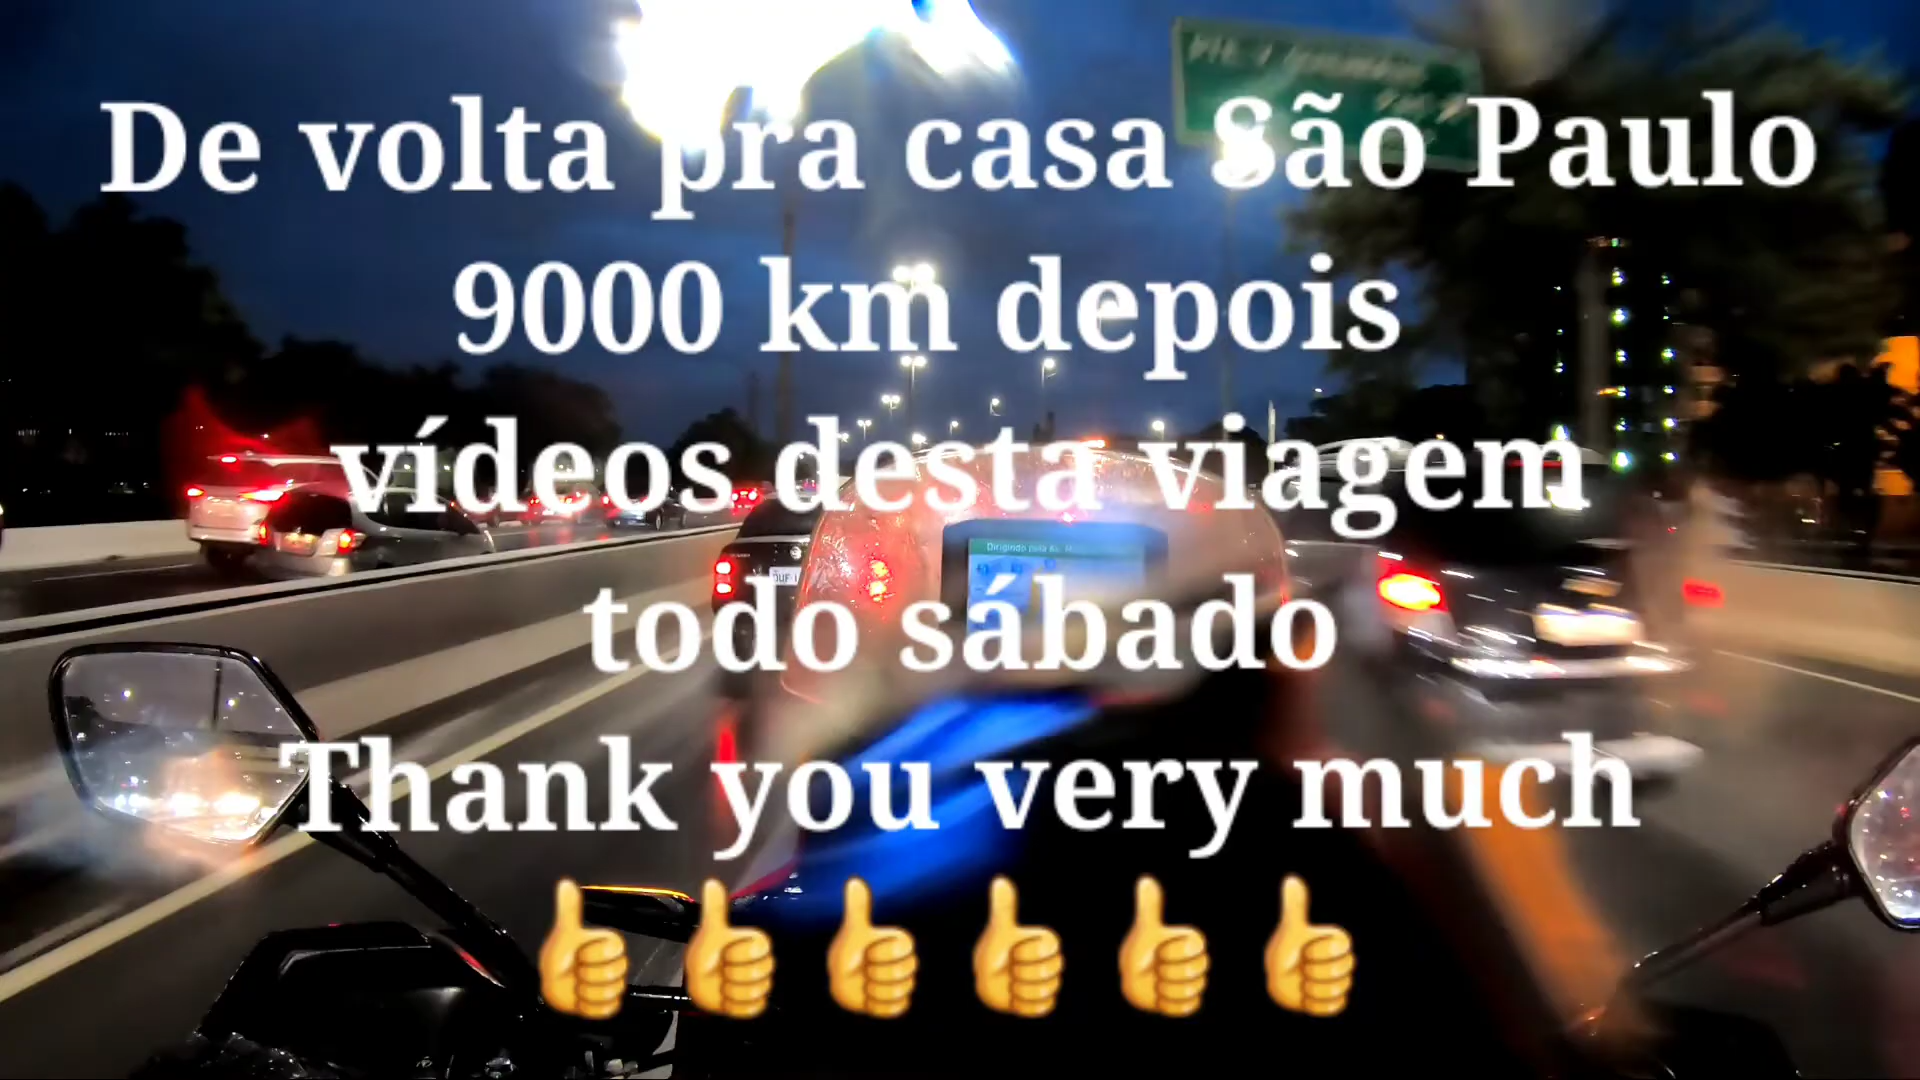 De volta pra casa São Paulo
9000 km depois
vídeos desta viagem
todo sábado
Thank you very much
👍👍👍👍👍👍